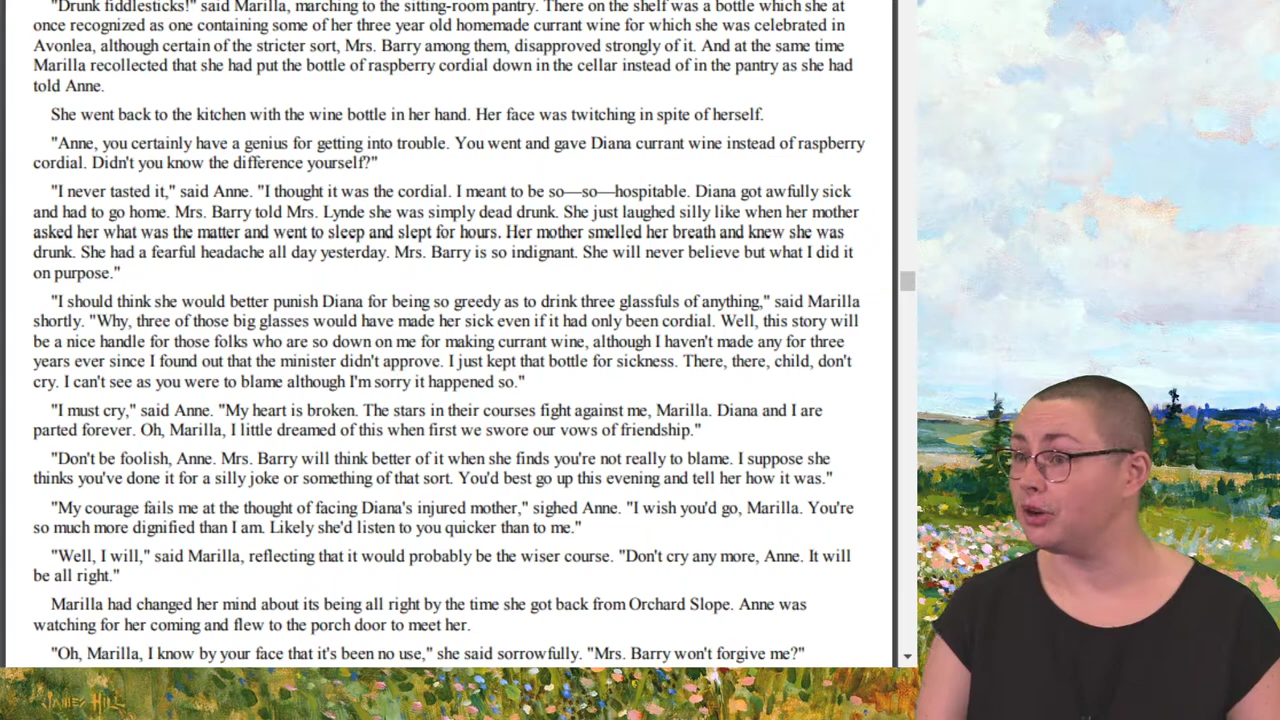 "Drunk fiddlesticks!" said Marilla, marching to the sitting-room pantry. There on the shelf was a bottle which she at
once recognized as one containing some of her three year old homemade currant wine for which she was celebrated in
Avonlea, although certain of the stricter sort, Mrs. Barry among them, disapproved strongly of it. And at the same time
Marilla recollected that she had put the bottle of raspberry cordial down in the cellar instead of in the pantry as she had
told Anne.
She went back to the kitchen with the wine bottle in her hand. Her face was twitching in spite of herself.
"Anne, you certainly have a genius for getting into trouble. You went and gave Diana currant wine instead of raspberry
cordial. Didn't you know the difference yourself?"
"I never tasted it," said Anne. "I thought it was the cordial. I meant to be so—so—hospitable. Diana got awfully sick
and had to go home. Mrs. Barry told Mrs. Lynde she was simply dead drunk. She just laughed silly like when her mother
asked her what was the matter and went to sleep and slept for hours. Her mother smelled her breath and knew she was
drunk. She had a fearful headache all day yesterday. Mrs. Barry is so indignant. She will never believe but what I did it
on purpose."
"I should think she would better punish Diana for being so greedy as to drink three glassfuls of anything," said Marilla
shortly. "Why, three of those big glasses would have made her sick even if it had only been cordial. Well, this story will
be a nice handle for those folks who are so down on me for making currant wine, although I haven't made any for three
years ever since I found out that the minister didn't approve. I just kept that bottle for sickness. There, there, child, don't
cry. I can't see as you were to blame although I'm sorry it happened so."
"I must cry," said Anne. "My heart is broken. The stars in their courses fight against me, Marilla. Diana and I are
parted forever. Oh, Marilla, I little dreamed of this when first we swore our vows of friendship."
"Don't be foolish, Anne. Mrs. Barry will think better of it when she finds you're not really to blame. I suppose she
thinks you've done it for a silly joke or something of that sort. You'd best go up this evening and tell her how it was."
"My courage fails me at the thought of facing Diana's injured mother," sighed Anne. "I wish you'd go, Marilla. You're
so much more dignified than I am. Likely she'd listen to you quicker than to me."
"Well, I will," said Marilla, reflecting that it would probably be the wiser course. "Don't cry any more, Anne. It will
be all right."
Marilla had changed her mind about its being all right by the time she got back from Orchard Slope. Anne was
watching for her coming and flew to the porch door to meet her.
"Oh, Marilla, I know by your face that it's been no use," she said sorrowfully. "Mrs. Barry won't forgive me?"
JAMES HILL